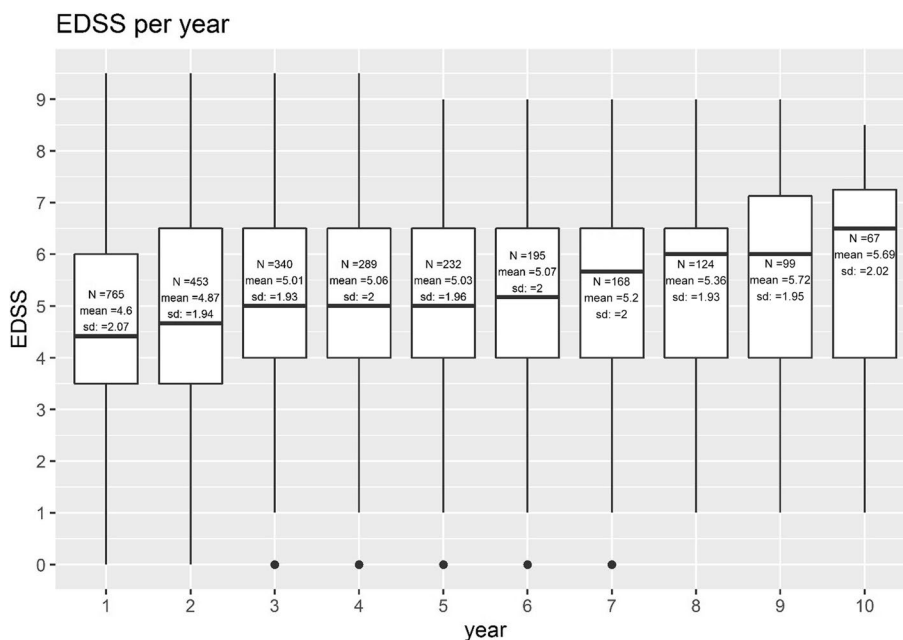 EDSS per year
EDSS
9
8
7
6
5
4
3
2
1
0
N =765
mean =4.6
sd: =2.07
N =453
mean =4.87
sd: =1.94
N =340
mean =5.01
sd: =1.93
N =289
mean =5.06
sd: =2
N =232
mean =5.03
sd: =1.96
N =195
mean =5.07
sd: =2
N =168
mean =5.2
sd: =2
N =124
mean =5.36
sd: =1.93
N =99
mean =5.72
sd: =1.95
N =67
mean =5.69
sd: =2.02
1 2 3 4 5 6 7 8 9 10
year